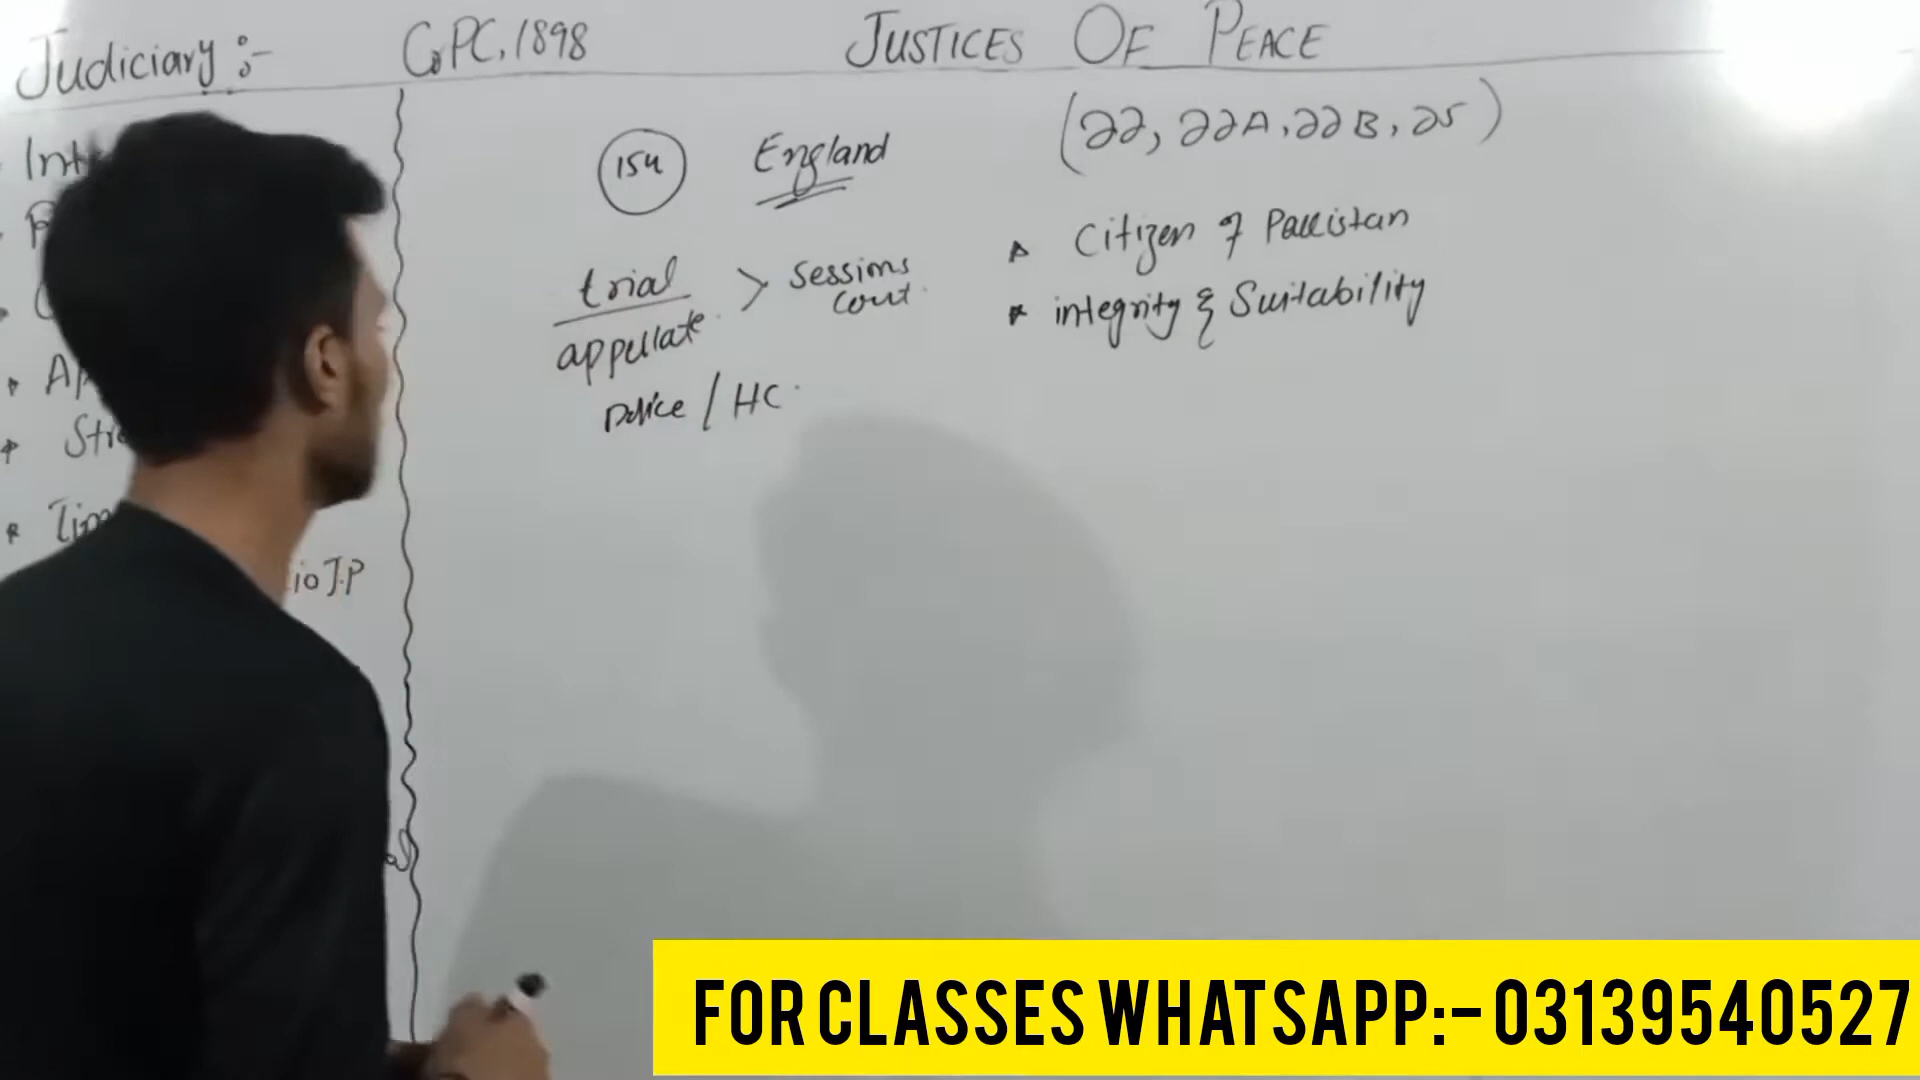 Judiciary :- CrPC, 1898 JUSTICES OF PEACE
(22, 22A, 22B, 25)
154 England
trial > Sessions Court
appellate
Police / HC
* Citizen of Pakistan
* integrity & Suitability
io J.P
FOR CLASSES WHATSAPP:- 03139540527